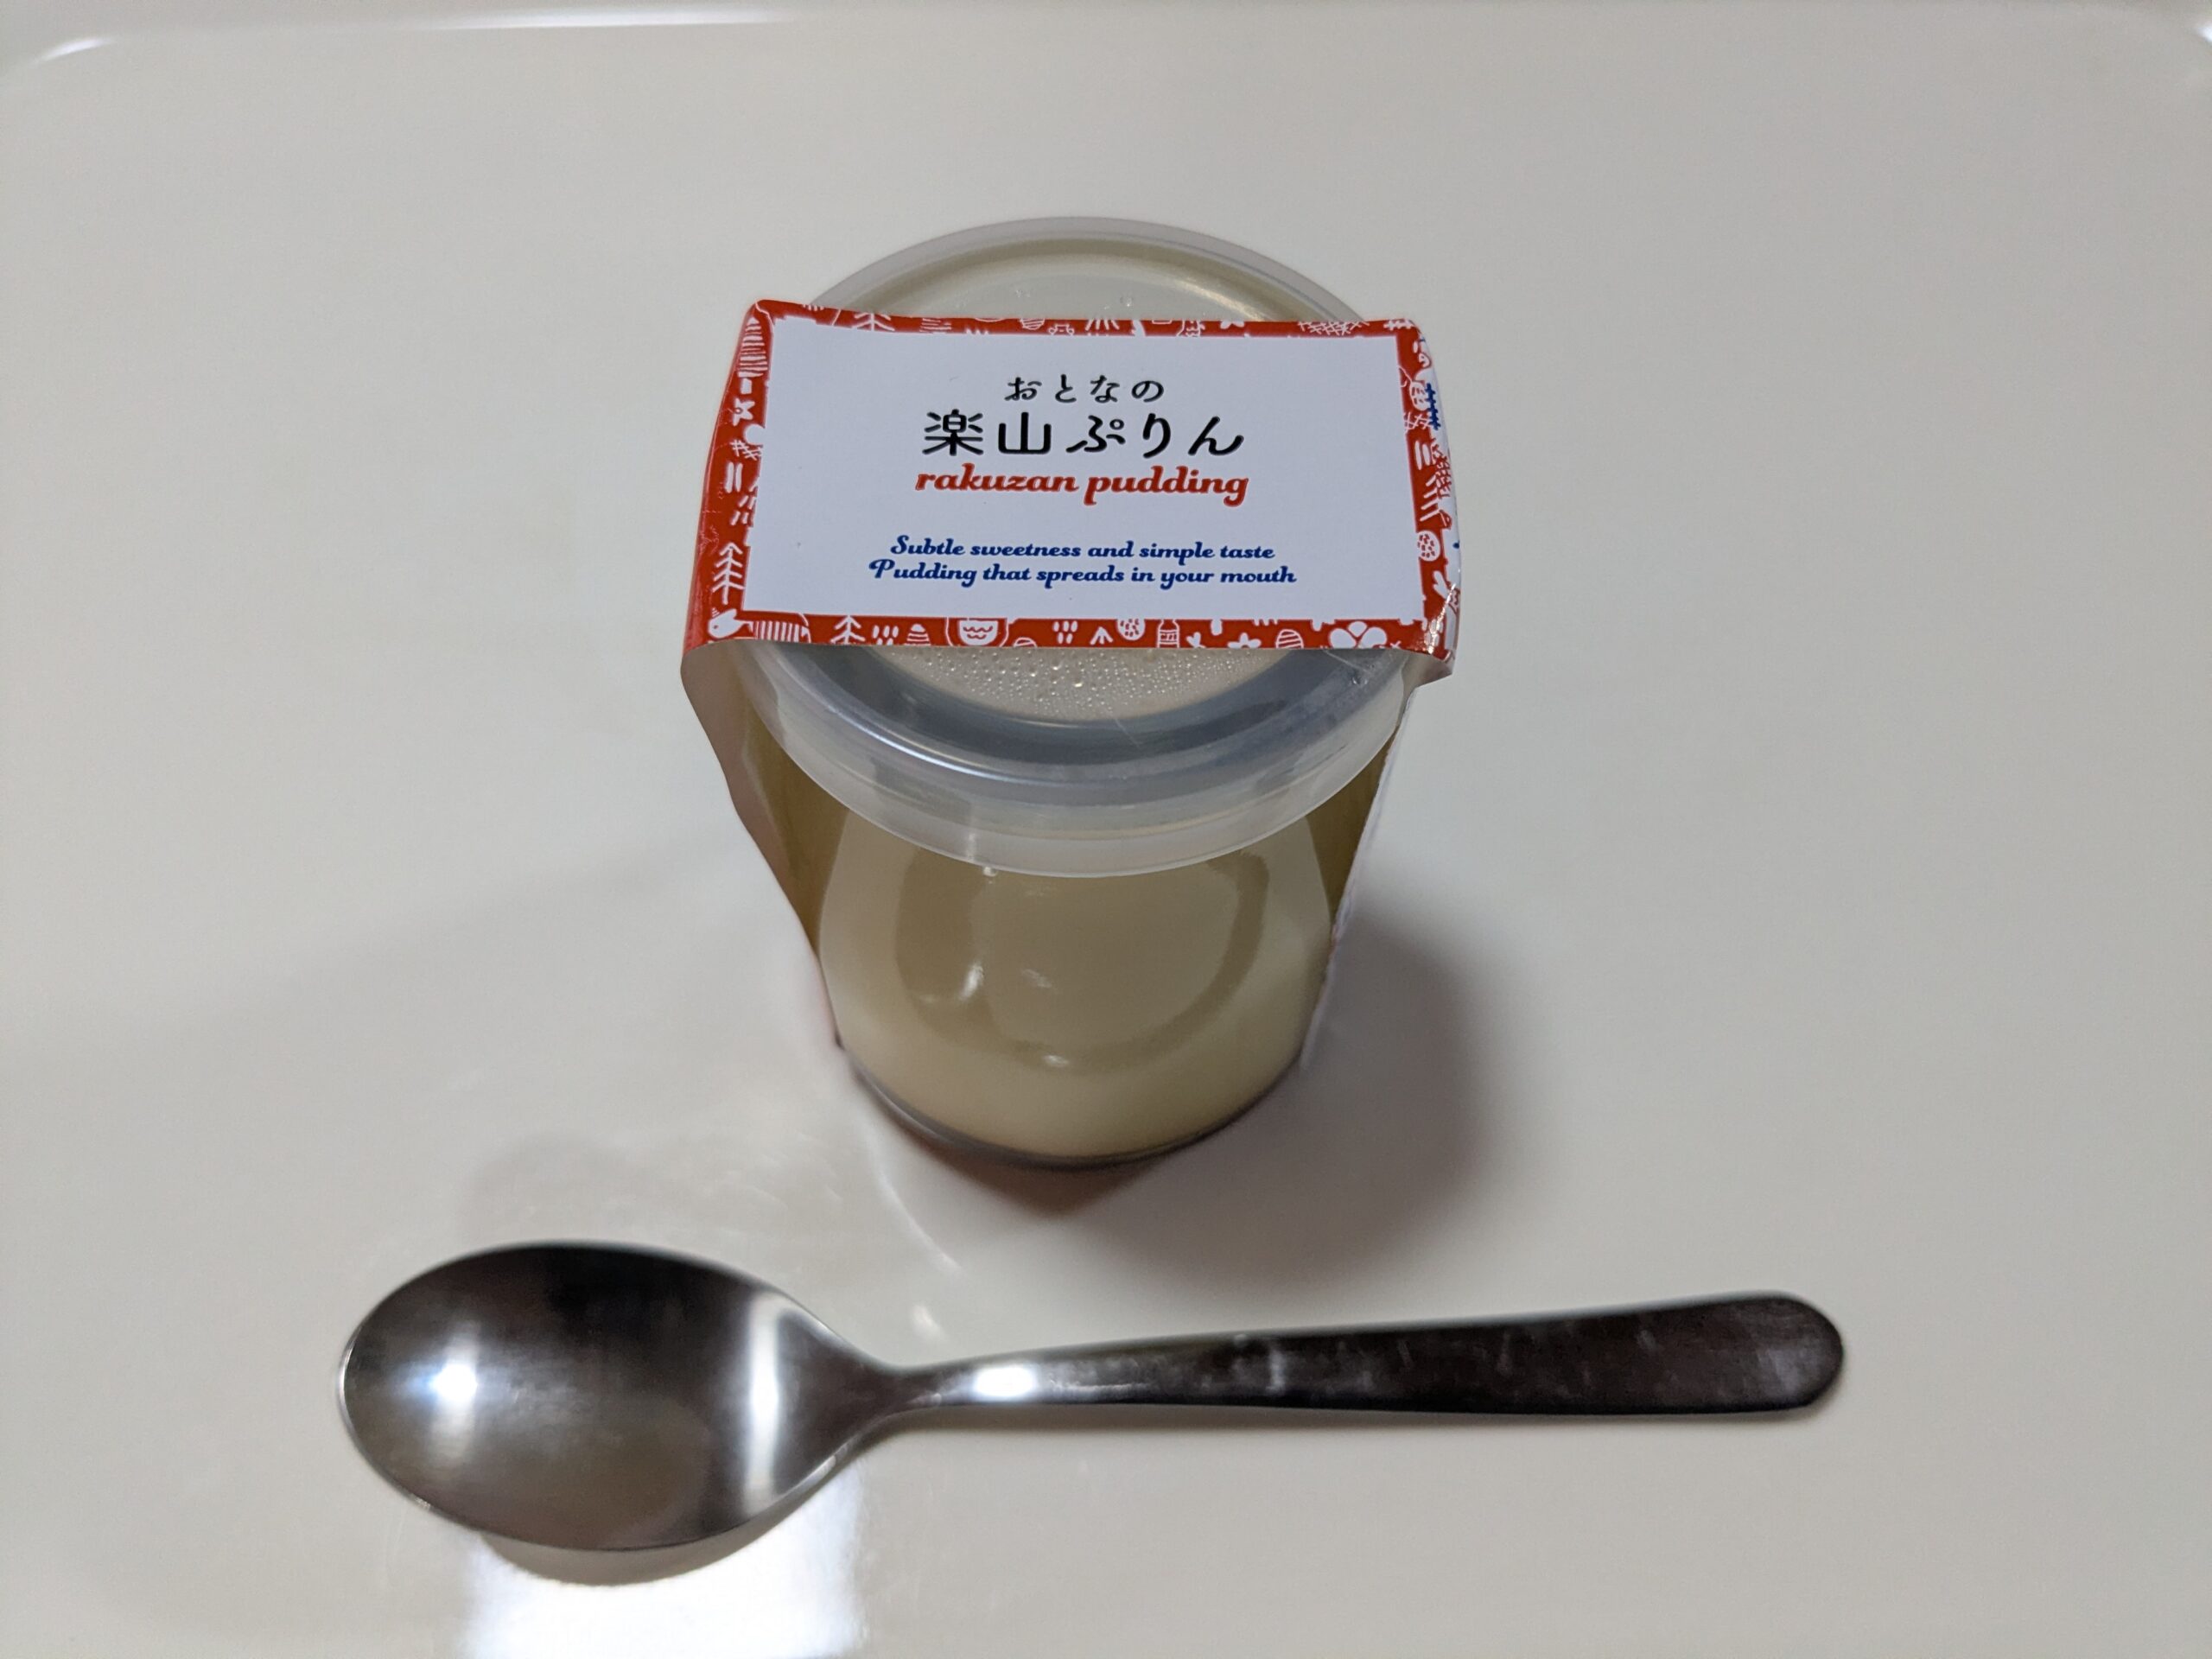 おとなの
楽山ぷりん
rakuzan pudding
Subtle sweetness and simple taste
Pudding that spreads in your mouth